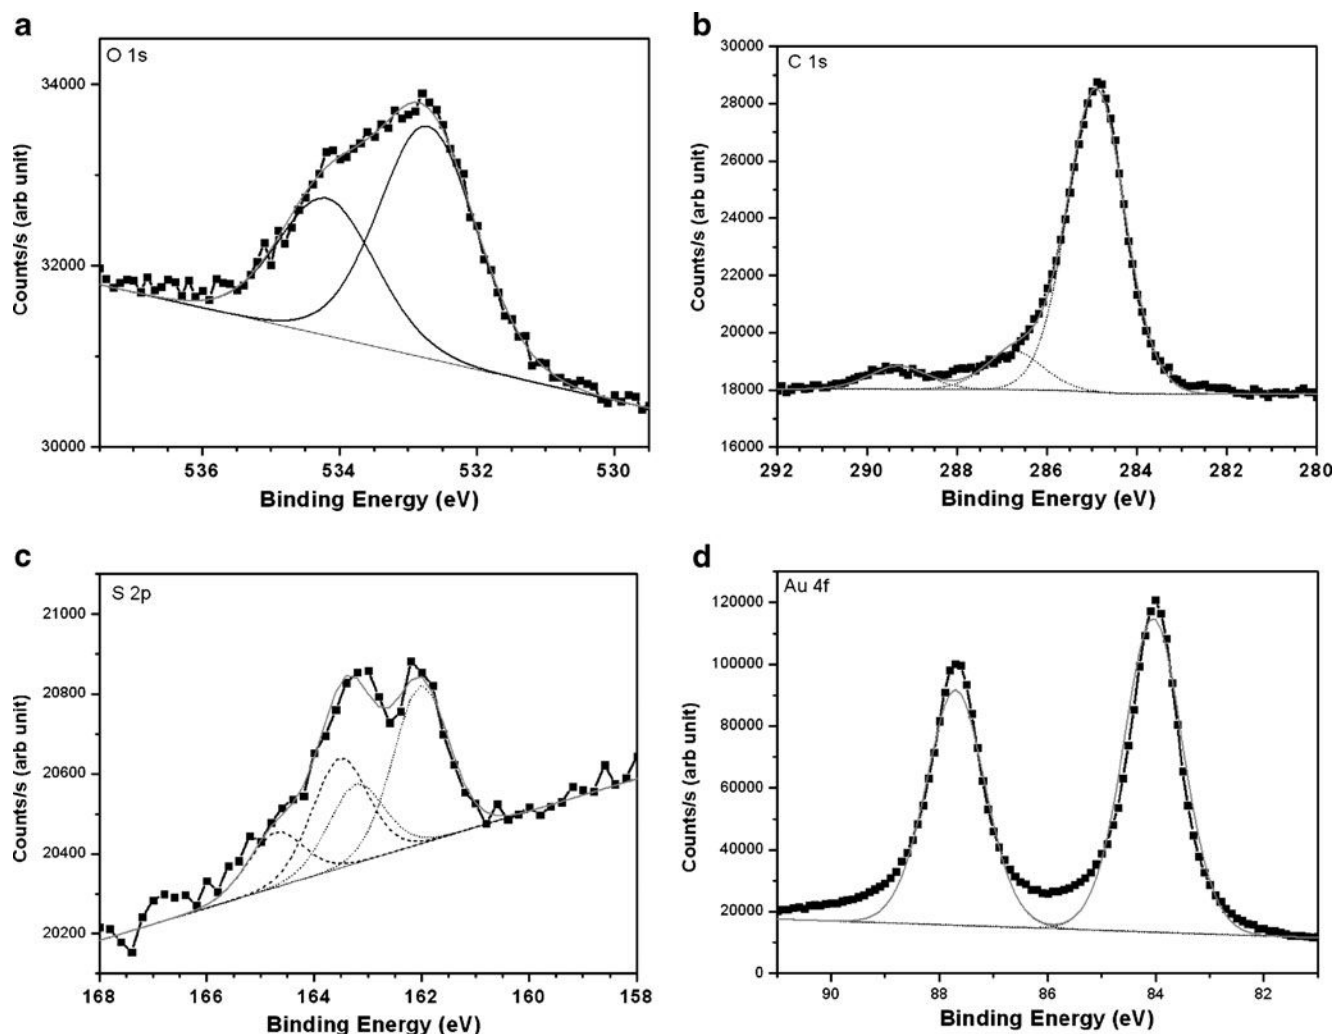 a
O 1s
34000
32000
30000
Counts/s (arb unit)
536 534 532 530
Binding Energy (eV)
b
C 1s
30000
28000
26000
24000
22000
20000
18000
16000
Counts/s (arb unit)
292 290 288 286 284 282 280
Binding Energy (eV)
c
S 2p
21000
20800
20600
20400
20200
Counts/s (arb unit)
168 166 164 162 160 158
Binding Energy (eV)
d
Au 4f
120000
100000
80000
60000
40000
20000
0
Counts/s (arb unit)
90 88 86 84 82
Binding Energy (eV)